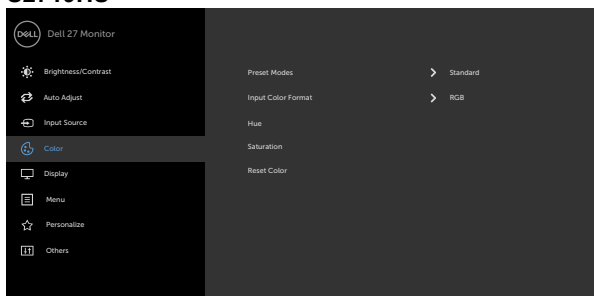 DELL Dell 27 Monitor
Brightness/Contrast Preset Modes > Standard
Auto Adjust Input Color Format > RGB
Input Source Hue
Color Saturation
Display Reset Color
Menu
Personalize
Others